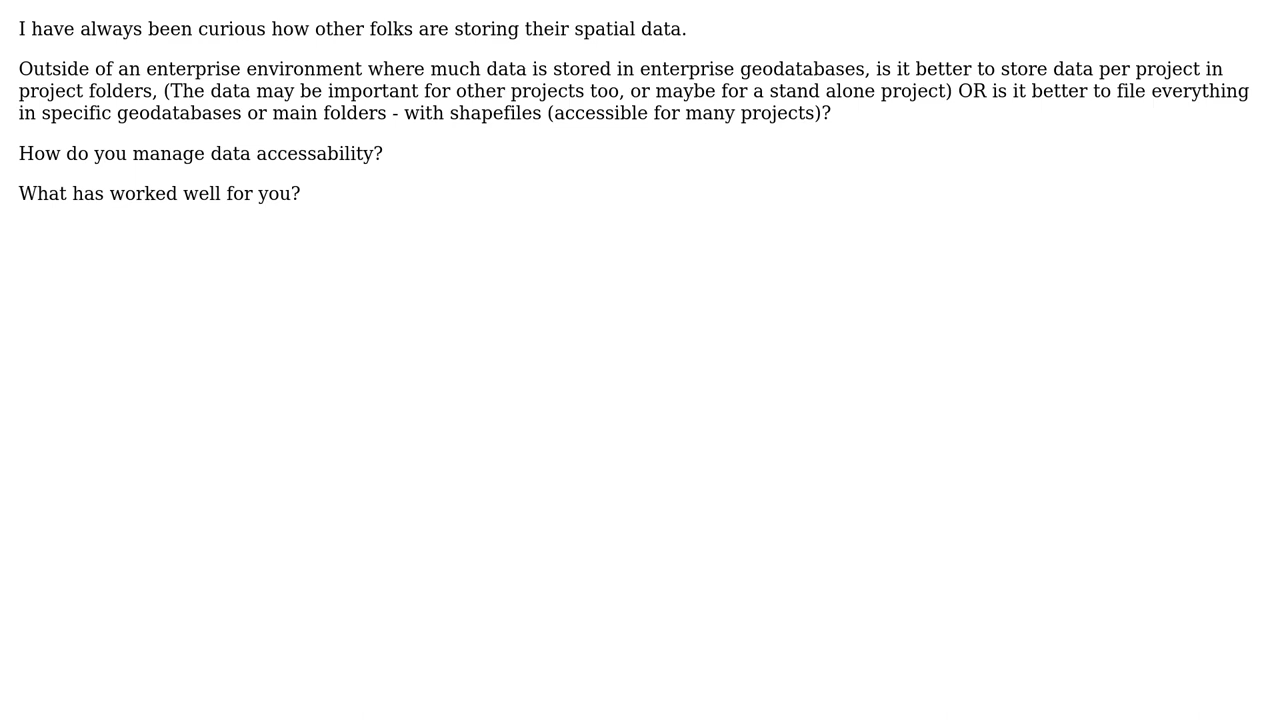 I have always been curious how other folks are storing their spatial data.
Outside of an enterprise environment where much data is stored in enterprise geodatabases, is it better to store data per project in
project folders, (The data may be important for other projects too, or maybe for a stand alone project) OR is it better to file everything
in specific geodatabases or main folders - with shapefiles (accessible for many projects)?
How do you manage data accessability?
What has worked well for you?